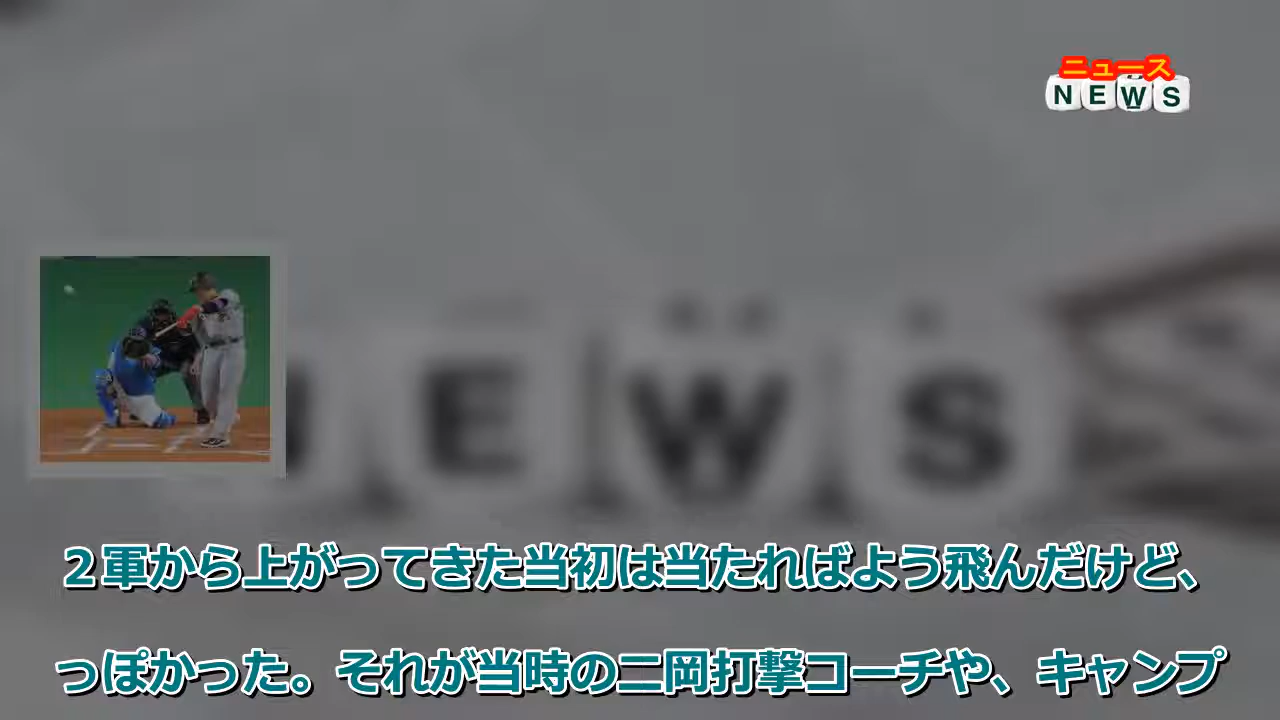 ニュース
NEWS
EWS
２軍から上がってきた当初は当たればよう飛んだけど、
っぽかった。それが当時の二岡打撃コーチや、キャンプ